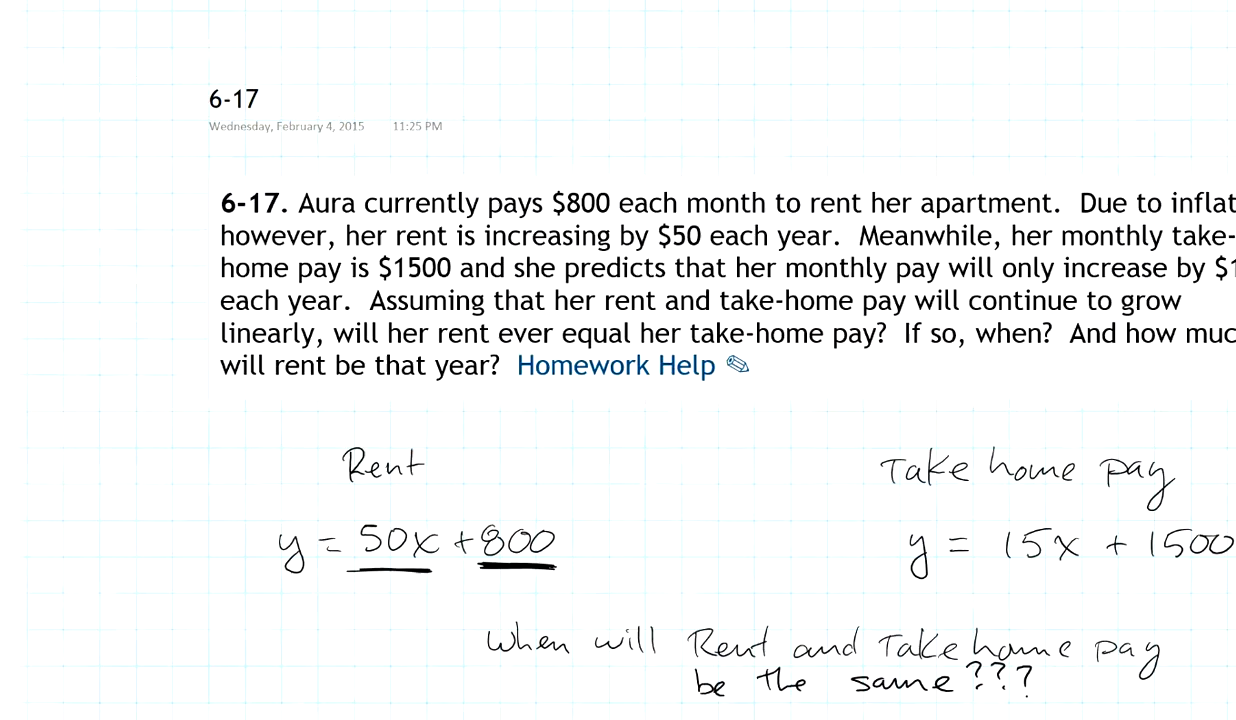 6-17
Wednesday, February 4, 2015 11:25 PM
6-17. Aura currently pays $800 each month to rent her apartment. Due to inflat
however, her rent is increasing by $50 each year. Meanwhile, her monthly take-
home pay is $1500 and she predicts that her monthly pay will only increase by $1
each year. Assuming that her rent and take-home pay will continue to grow
linearly, will her rent ever equal her take-home pay? If so, when? And how muc
will rent be that year? Homework Help
Rent Take home pay
y = 50x + 800 y = 15x + 1500
When will Rent and Take home pay
be the same???